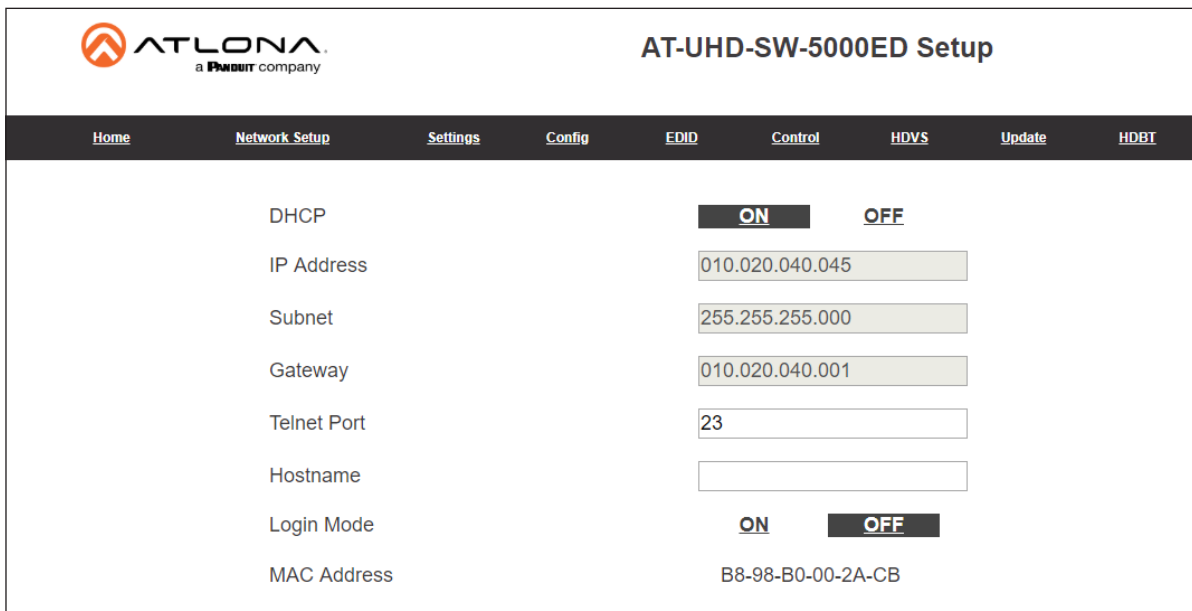 ATLONA.
a PANDUIT company
AT-UHD-SW-5000ED Setup
Home Network Setup Settings Config EDID Control HDVS Update HDBT
DHCP ON OFF
IP Address 010.020.040.045
Subnet 255.255.255.000
Gateway 010.020.040.001
Telnet Port 23
Hostname
Login Mode ON OFF
MAC Address B8-98-B0-00-2A-CB